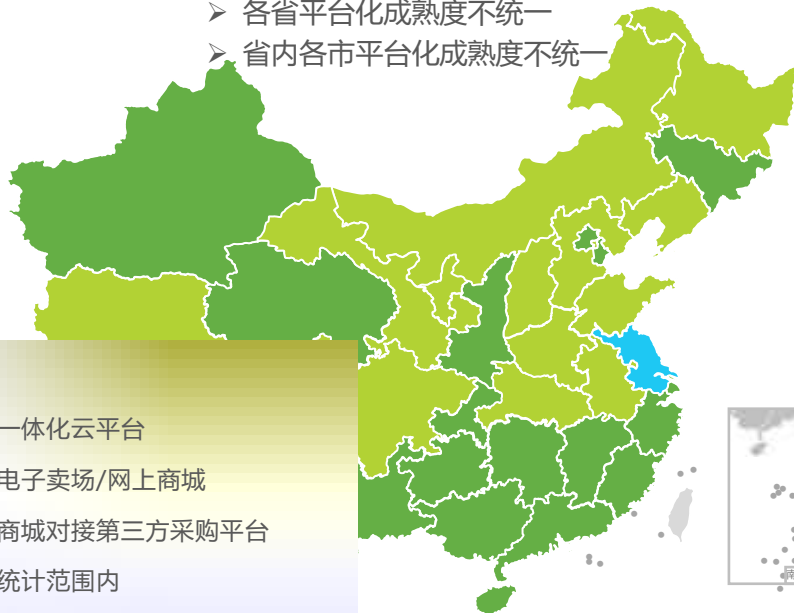 ➢ 各省平台化成熟度不统一
➢ 省内各市平台化成熟度不统一
一体化云平台
电子卖场/网上商城
商城对接第三方采购平台
统计范围内